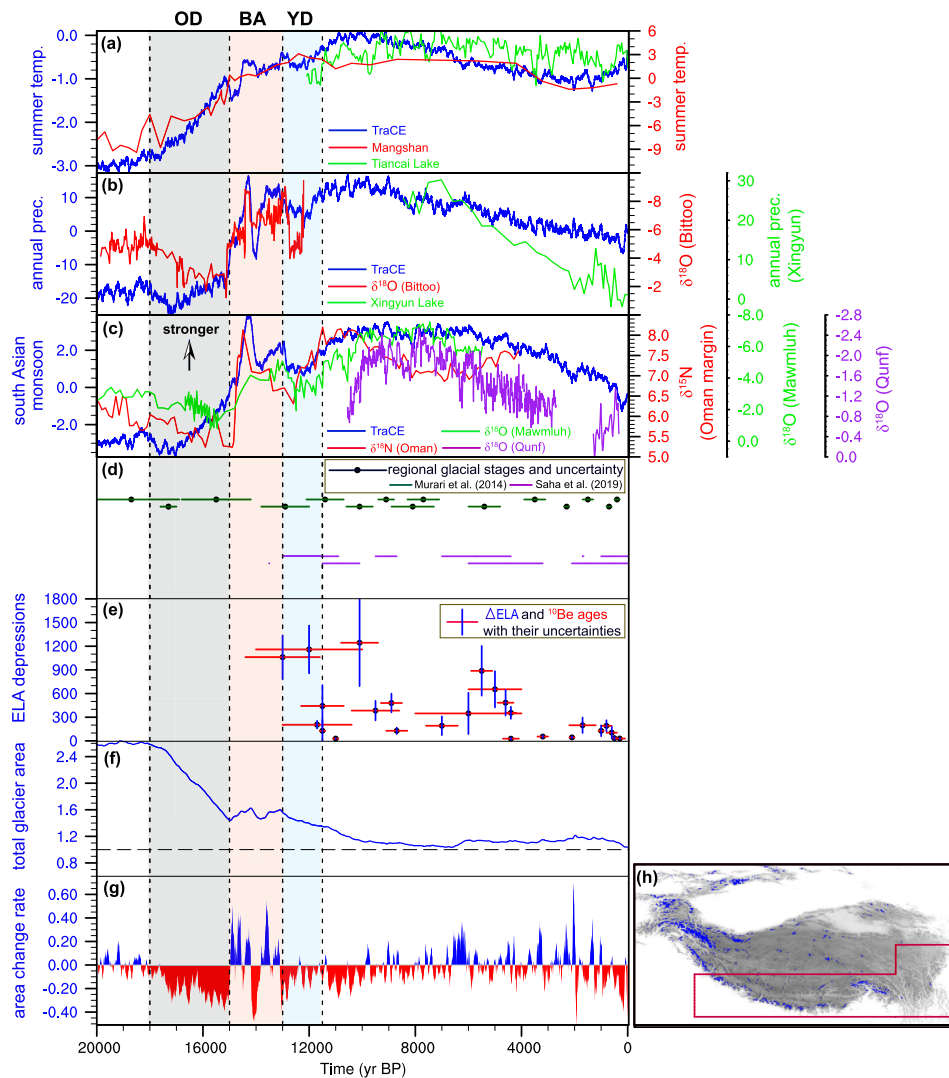 OD BA YD
(a)
0.0
-1.0
-2.0
-3.0
summer temp.
6
3
0
-3
-6
-9
summer temp.
TraCE
Mangshan
Tiancai Lake
(b)
10
0
-10
-20
annual prec.
-8
-6
-4
-2
δ18O (Bittoo)
30
20
10
0
annual prec.
(Xingyun)
TraCE
δ18O (Bittoo)
Xingyun Lake
(c)
stronger
2.0
0.0
-2.0
south Asian
monsoon
8.0
7.5
7.0
6.5
6.0
5.5
5.0
δ15N
(Oman margin)
-8.0
-6.0
-4.0
-2.0
0.0
δ18O (Mawmluh)
-2.8
-2.4
-2.0
-1.6
-1.2
-0.8
-0.4
0.0
δ18O (Qunf)
TraCE
δ18O (Mawmiuh)
δ18N (Oman)
δ18O (Qunf)
(d)
regional glacial stages and uncertainty
Murari et al. (2014)
Saha et al. (2019)
(e)
1800
1500
1200
900
600
300
0
ELA depressions
ΔELA and 10Be ages
with their uncertainties
(f)
2.4
2.0
1.6
1.2
0.8
total glacier area
(g)
0.60
0.40
0.20
0.00
-0.20
-0.40
area change rate
(h)
20000 16000 12000 8000 4000 0
Time (yr BP)